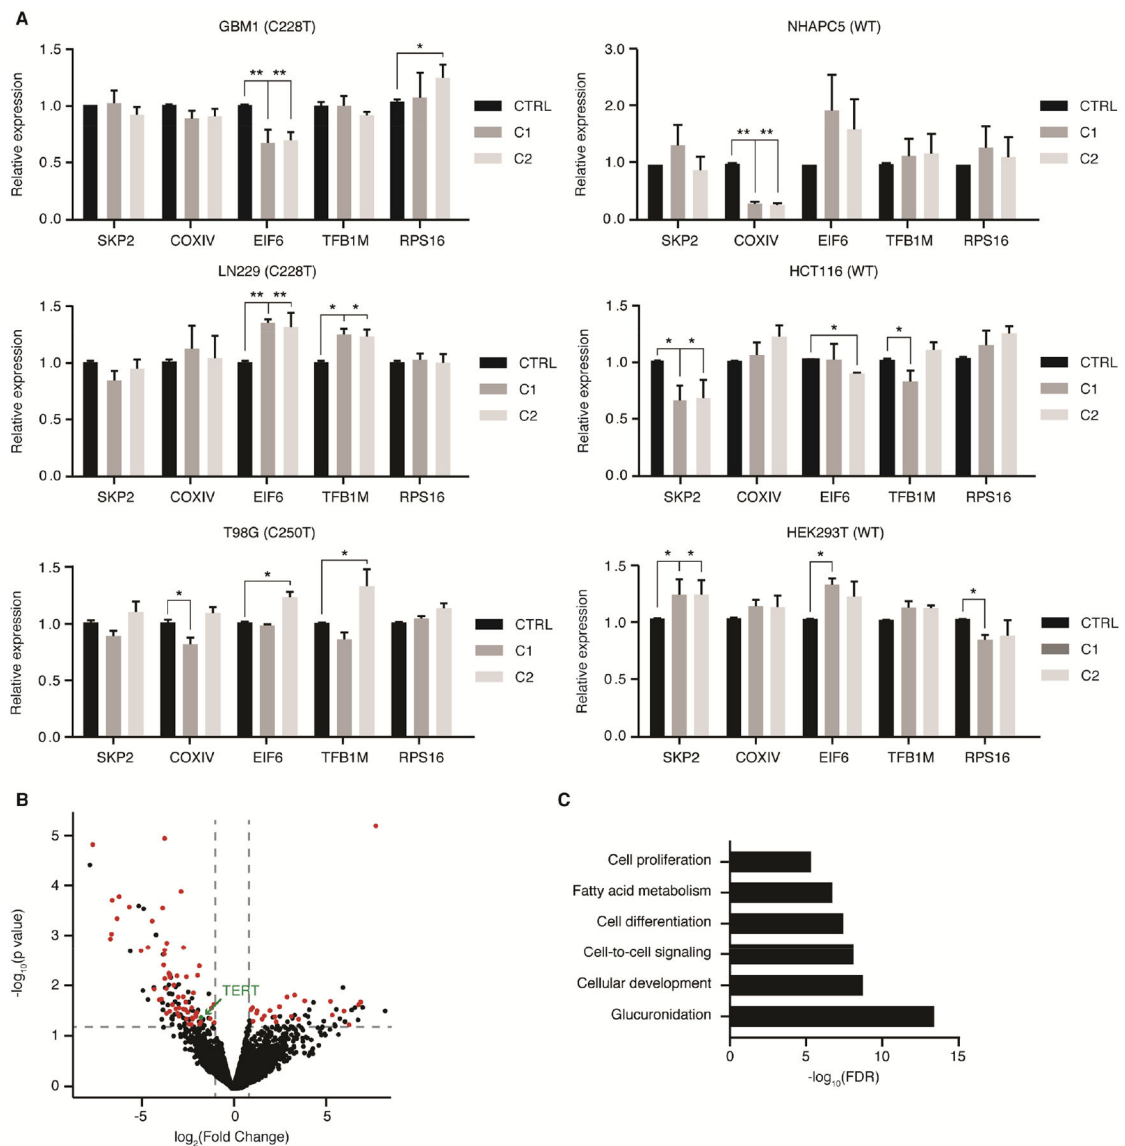 A
GBM1 (C228T)
Relative expression
1.5
1.0
0.5
0.0
** **
*
SKP2 COXIV EIF6 TFB1M RPS16
CTRL
C1
C2
NHAPC5 (WT)
Relative expression
3.0
2.0
1.0
0.0
** **
SKP2 COXIV EIF6 TFB1M RPS16
CTRL
C1
C2
LN229 (C228T)
Relative expression
1.5
1.0
0.5
0.0
** **
* *
SKP2 COXIV EIF6 TFB1M RPS16
CTRL
C1
C2
HCT116 (WT)
Relative expression
1.5
1.0
0.5
0.0
* *
*
*
SKP2 COXIV EIF6 TFB1M RPS16
CTRL
C1
C2
T98G (C250T)
Relative expression
1.5
1.0
0.5
0.0
*
*
*
SKP2 COXIV EIF6 TFB1M RPS16
CTRL
C1
C2
HEK293T (WT)
Relative expression
1.5
1.0
0.5
0.0
* *
*
*
SKP2 COXIV EIF6 TFB1M RPS16
CTRL
C1
C2
B
-log10(p value)
5
4
3
2
1
0
TERT
-5 0 5
log2(Fold Change)
C
Cell proliferation
Fatty acid metabolism
Cell differentiation
Cell-to-cell signaling
Cellular development
Glucuronidation
0 5 10 15
-log10(FDR)